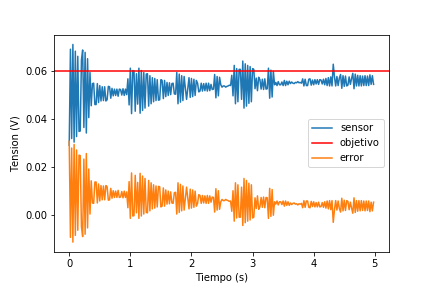 0.06
0.04
0.02
0.00
Tension (V)
sensor
objetivo
error
0 1 2 3 4 5
Tiempo (s)